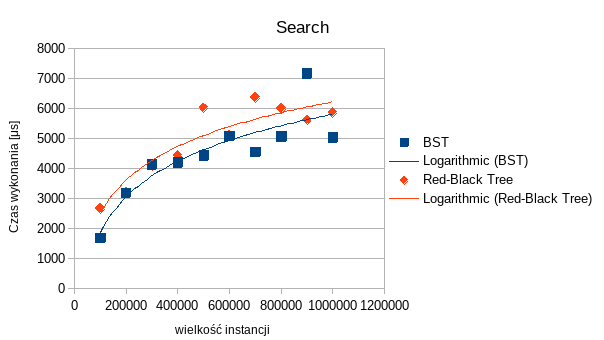 Search
8000
7000
6000
5000
4000
3000
2000
1000
0
0 200000 400000 600000 800000 1000000 1200000
Czas wykonania [µs]
wielkość instancji
BST
Logarithmic (BST)
Red-Black Tree
Logarithmic (Red-Black Tree)